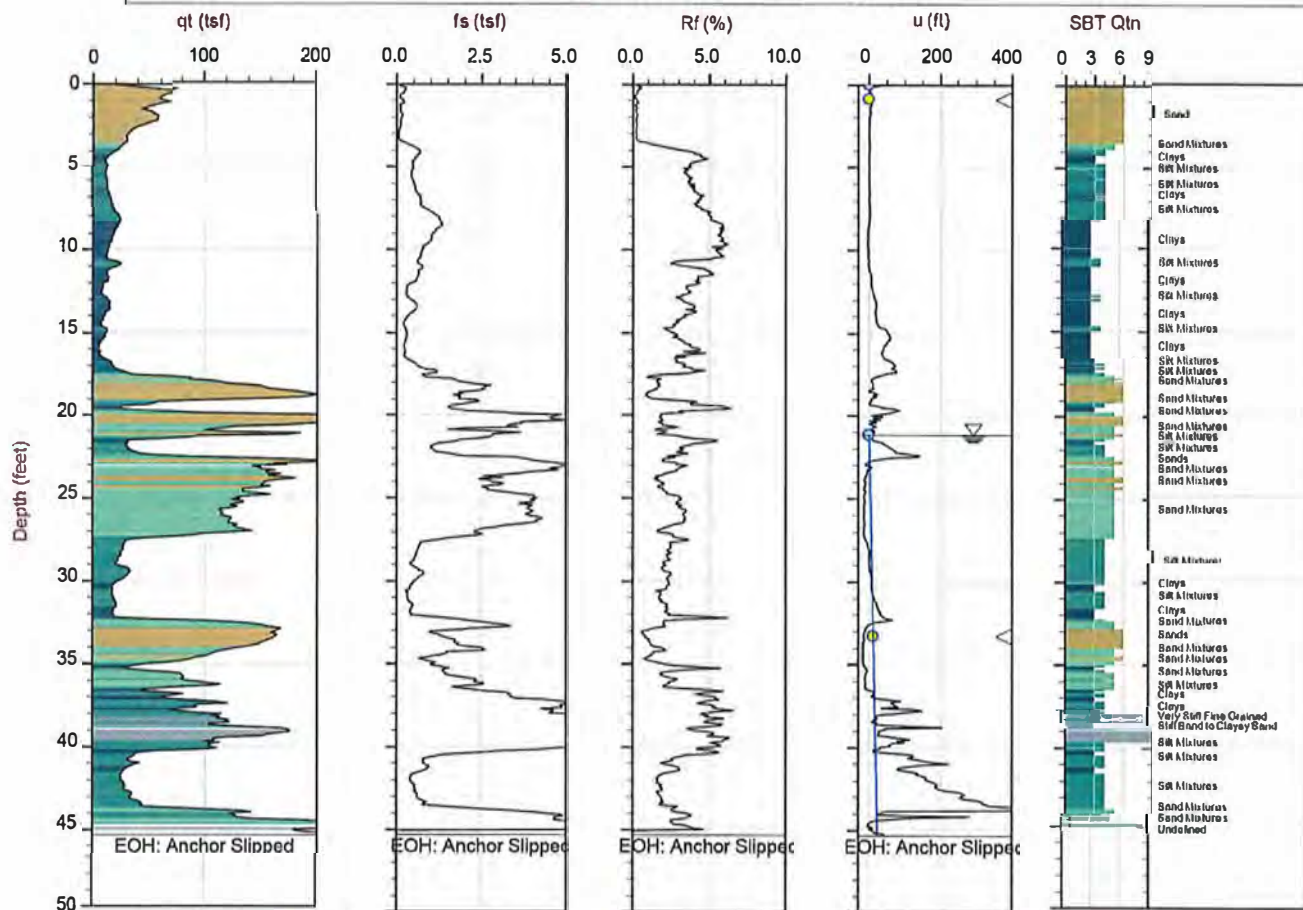 qt (tsf)
fs (tsf)
Rf (%)
u (ft)
SBT Qtn
0 100 200
0.0 2.5 5.0
0.0 5.0 10.0
0 200 400
0 3 6 9
0
5
10
15
20
25
30
35
40
45
50
Depth (feet)
Sand
Sand Mixtures
Clays
Silt Mixtures
Silt Mixtures
Clays
Silt Mixtures
Clays
Silt Mixtures
Clays
Silt Mixtures
Clays
Silt Mixtures
Clays
Silt Mixtures
Silt Mixtures
Sand Mixtures
Sand Mixtures
Sand Mixtures
Sand Mixtures
Silt Mixtures
Silt Mixtures
Sands
Sand Mixtures
Sand Mixtures
Sand Mixtures
Silt Mixtures
Clays
Silt Mixtures
Clays
Sand Mixtures
Sands
Sand Mixtures
Sand Mixtures
Sand Mixtures
Silt Mixtures
Clays
Clays
Very Stiff Fine Grained
Stiff Sand to Clayey Sand
Silt Mixtures
Silt Mixtures
Silt Mixtures
Sand Mixtures
Sand Mixtures
Undefined
EOH: Anchor Slipped
EOH: Anchor Slipped
EOH: Anchor Slipped
EOH: Anchor Slipped